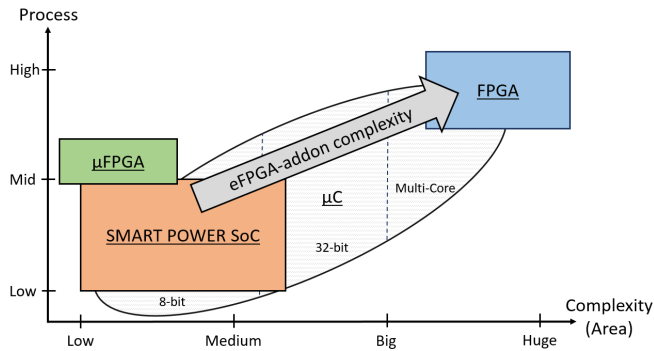 Process
High
FPGA
eFPGA-addon complexity
μFPGA
Mid
μC
Multi-Core
SMART POWER SoC
32-bit
Low
8-bit
Complexity
(Area)
Low
Medium
Big
Huge